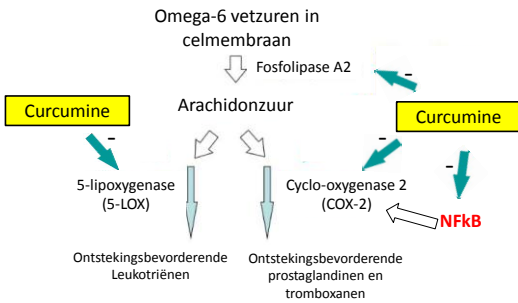 Omega-6 vetzuren in
celmembraan
Fosfolipase A2
-
Curcumine
Arachidonzuur
Curcumine
-
-
-
5-lipoxygenase
(5-LOX)
Cyclo-oxygenase 2
(COX-2)
NFkB
Ontstekingsbevorderende
Leukotriënen
Ontstekingsbevorderende
prostaglandinen en
tromboxanen